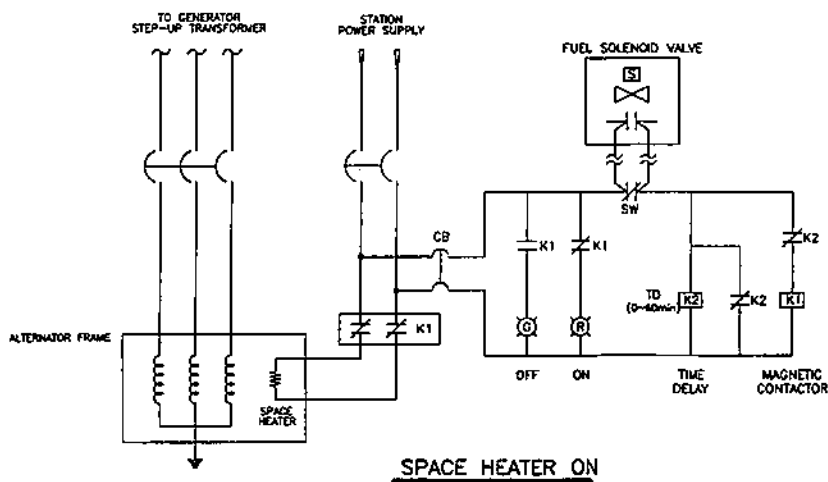 TO GENERATOR
STEP-UP TRANSFORMER
STATION
POWER SUPPLY
FUEL SOLENOID VALVE
S
SW
CB
K1
K1
K2
TD
(0~60min)
K2
K2
K1
K1
ALTERNATOR FRAME
G
R
OFF
ON
TIME
DELAY
MAGNETIC
CONTACTOR
SPACE
HEATER
SPACE HEATER ON